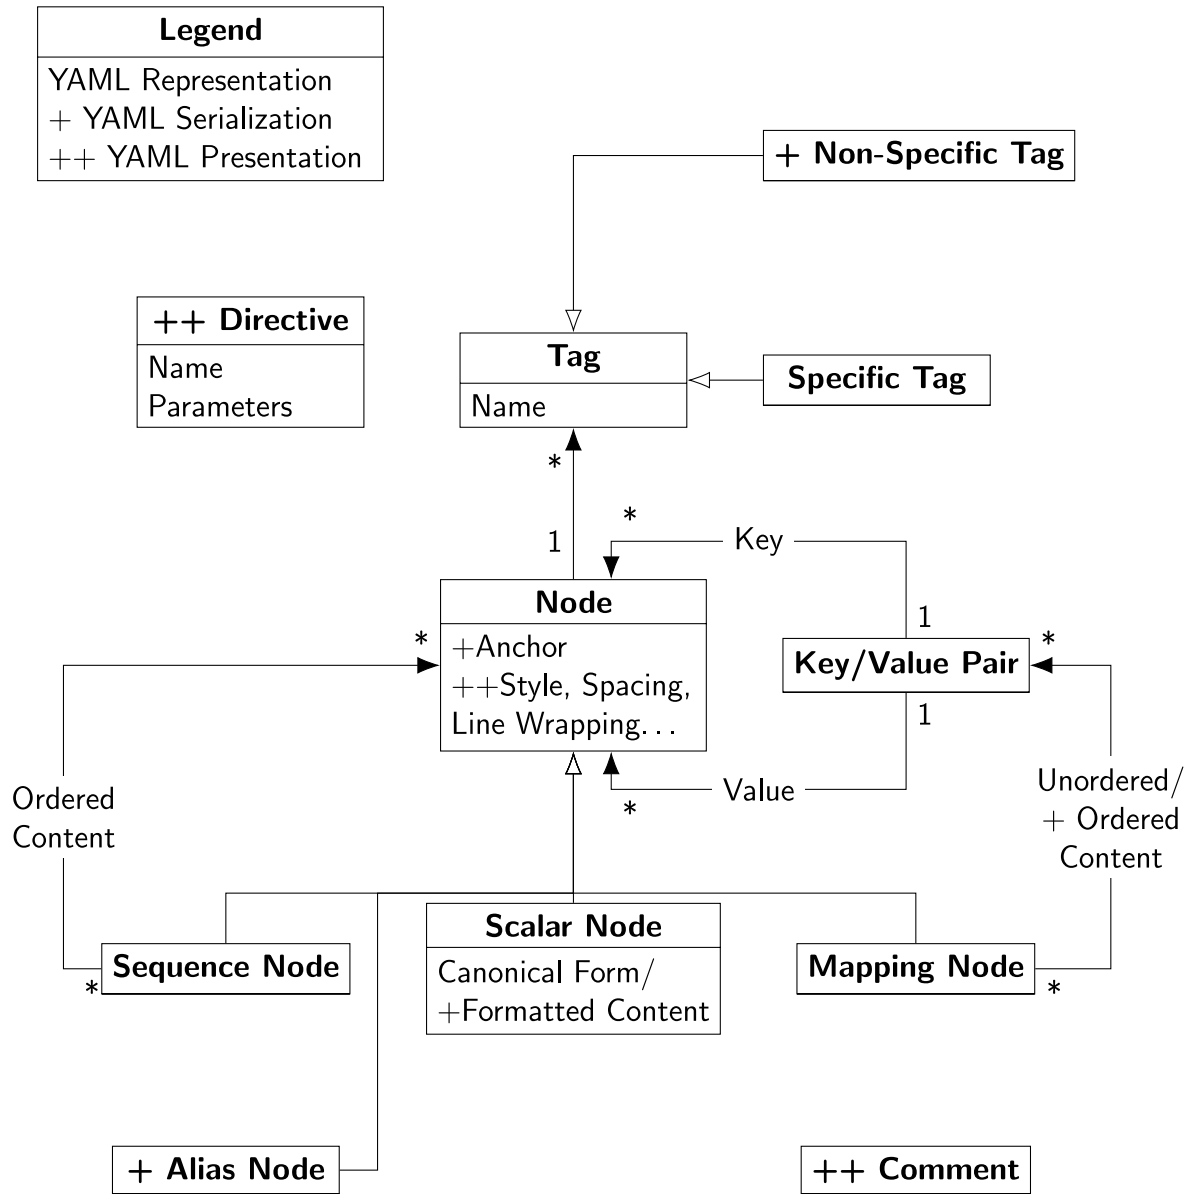 Legend
YAML Representation
+ YAML Serialization
++ YAML Presentation
+ Non-Specific Tag
++ Directive
Name
Parameters
Tag
Name
Specific Tag
*
1
*
Key
1
Node
+Anchor
++Style, Spacing,
Line Wrapping...
*
Key/Value Pair
*
1
Value
*
Ordered
Content
Unordered/
+ Ordered
Content
Sequence Node
*
Scalar Node
Canonical Form/
+Formatted Content
Mapping Node
*
+ Alias Node
++ Comment